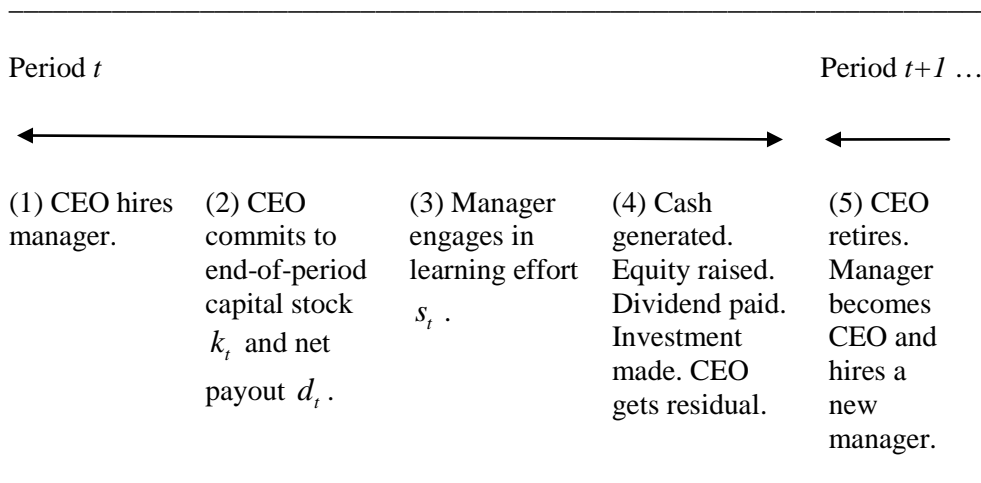 Period t Period t+1 …
(1) CEO hires (2) CEO (3) Manager (4) Cash (5) CEO
manager. commits to engages in generated. retires.
end-of-period learning effort Equity raised. Manager
capital stock s_t . Dividend paid. becomes
k_t and net Investment CEO and
payout d_t . made. CEO hires a
gets residual. new
manager.